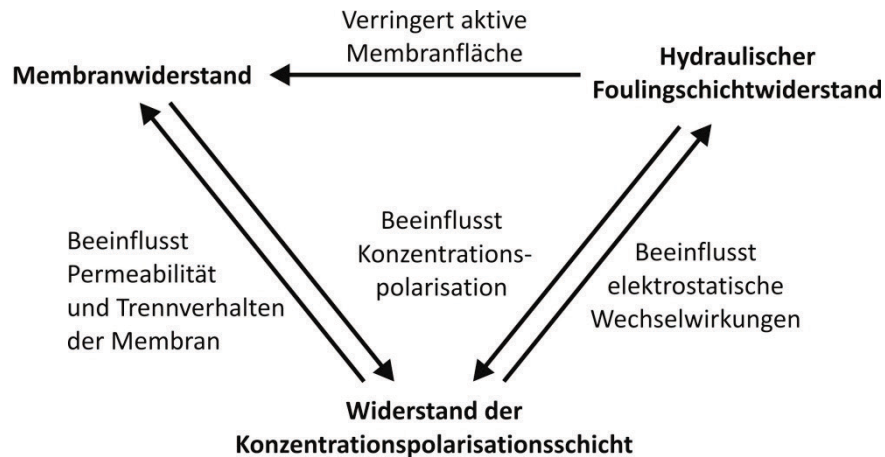 Verringert aktive
Membranfläche
Membranwiderstand
Hydraulischer
Foulingschichtwiderstand
Beeinflusst
Permeabilität
und Trennverhalten
der Membran
Beeinflusst
Konzentrations-
polarisation
Beeinflusst
elektrostatische
Wechselwirkungen
Widerstand der
Konzentrationspolarisationsschicht